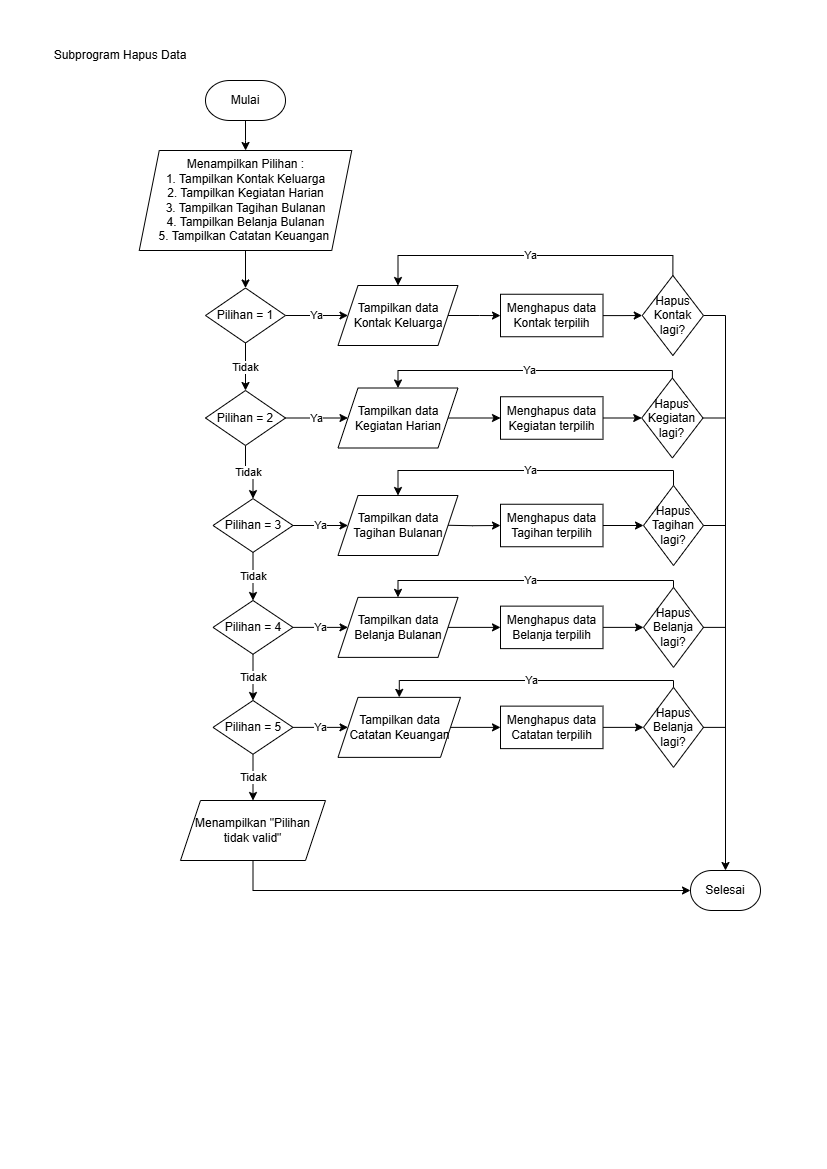 Subprogram Hapus Data
Mulai
Menampilkan Pilihan :
1. Tampilkan Kontak Keluarga
2. Tampilkan Kegiatan Harian
3. Tampilkan Tagihan Bulanan
4. Tampilkan Belanja Bulanan
5. Tampilkan Catatan Keuangan
Ya
Pilihan = 1
Ya
Tampilkan data
Kontak Keluarga
Menghapus data
Kontak terpilih
Hapus
Kontak
lagi?
Tidak
Ya
Pilihan = 2
Ya
Tampilkan data
Kegiatan Harian
Menghapus data
Kegiatan terpilih
Hapus
Kegiatan
lagi?
Tidak
Ya
Pilihan = 3
Ya
Tampilkan data
Tagihan Bulanan
Menghapus data
Tagihan terpilih
Hapus
Tagihan
lagi?
Tidak
Ya
Pilihan = 4
Ya
Tampilkan data
Belanja Bulanan
Menghapus data
Belanja terpilih
Hapus
Belanja
lagi?
Tidak
Ya
Pilihan = 5
Ya
Tampilkan data
Catatan Keuangan
Menghapus data
Catatan terpilih
Hapus
Belanja
lagi?
Tidak
Menampilkan "Pilihan
tidak valid"
Selesai